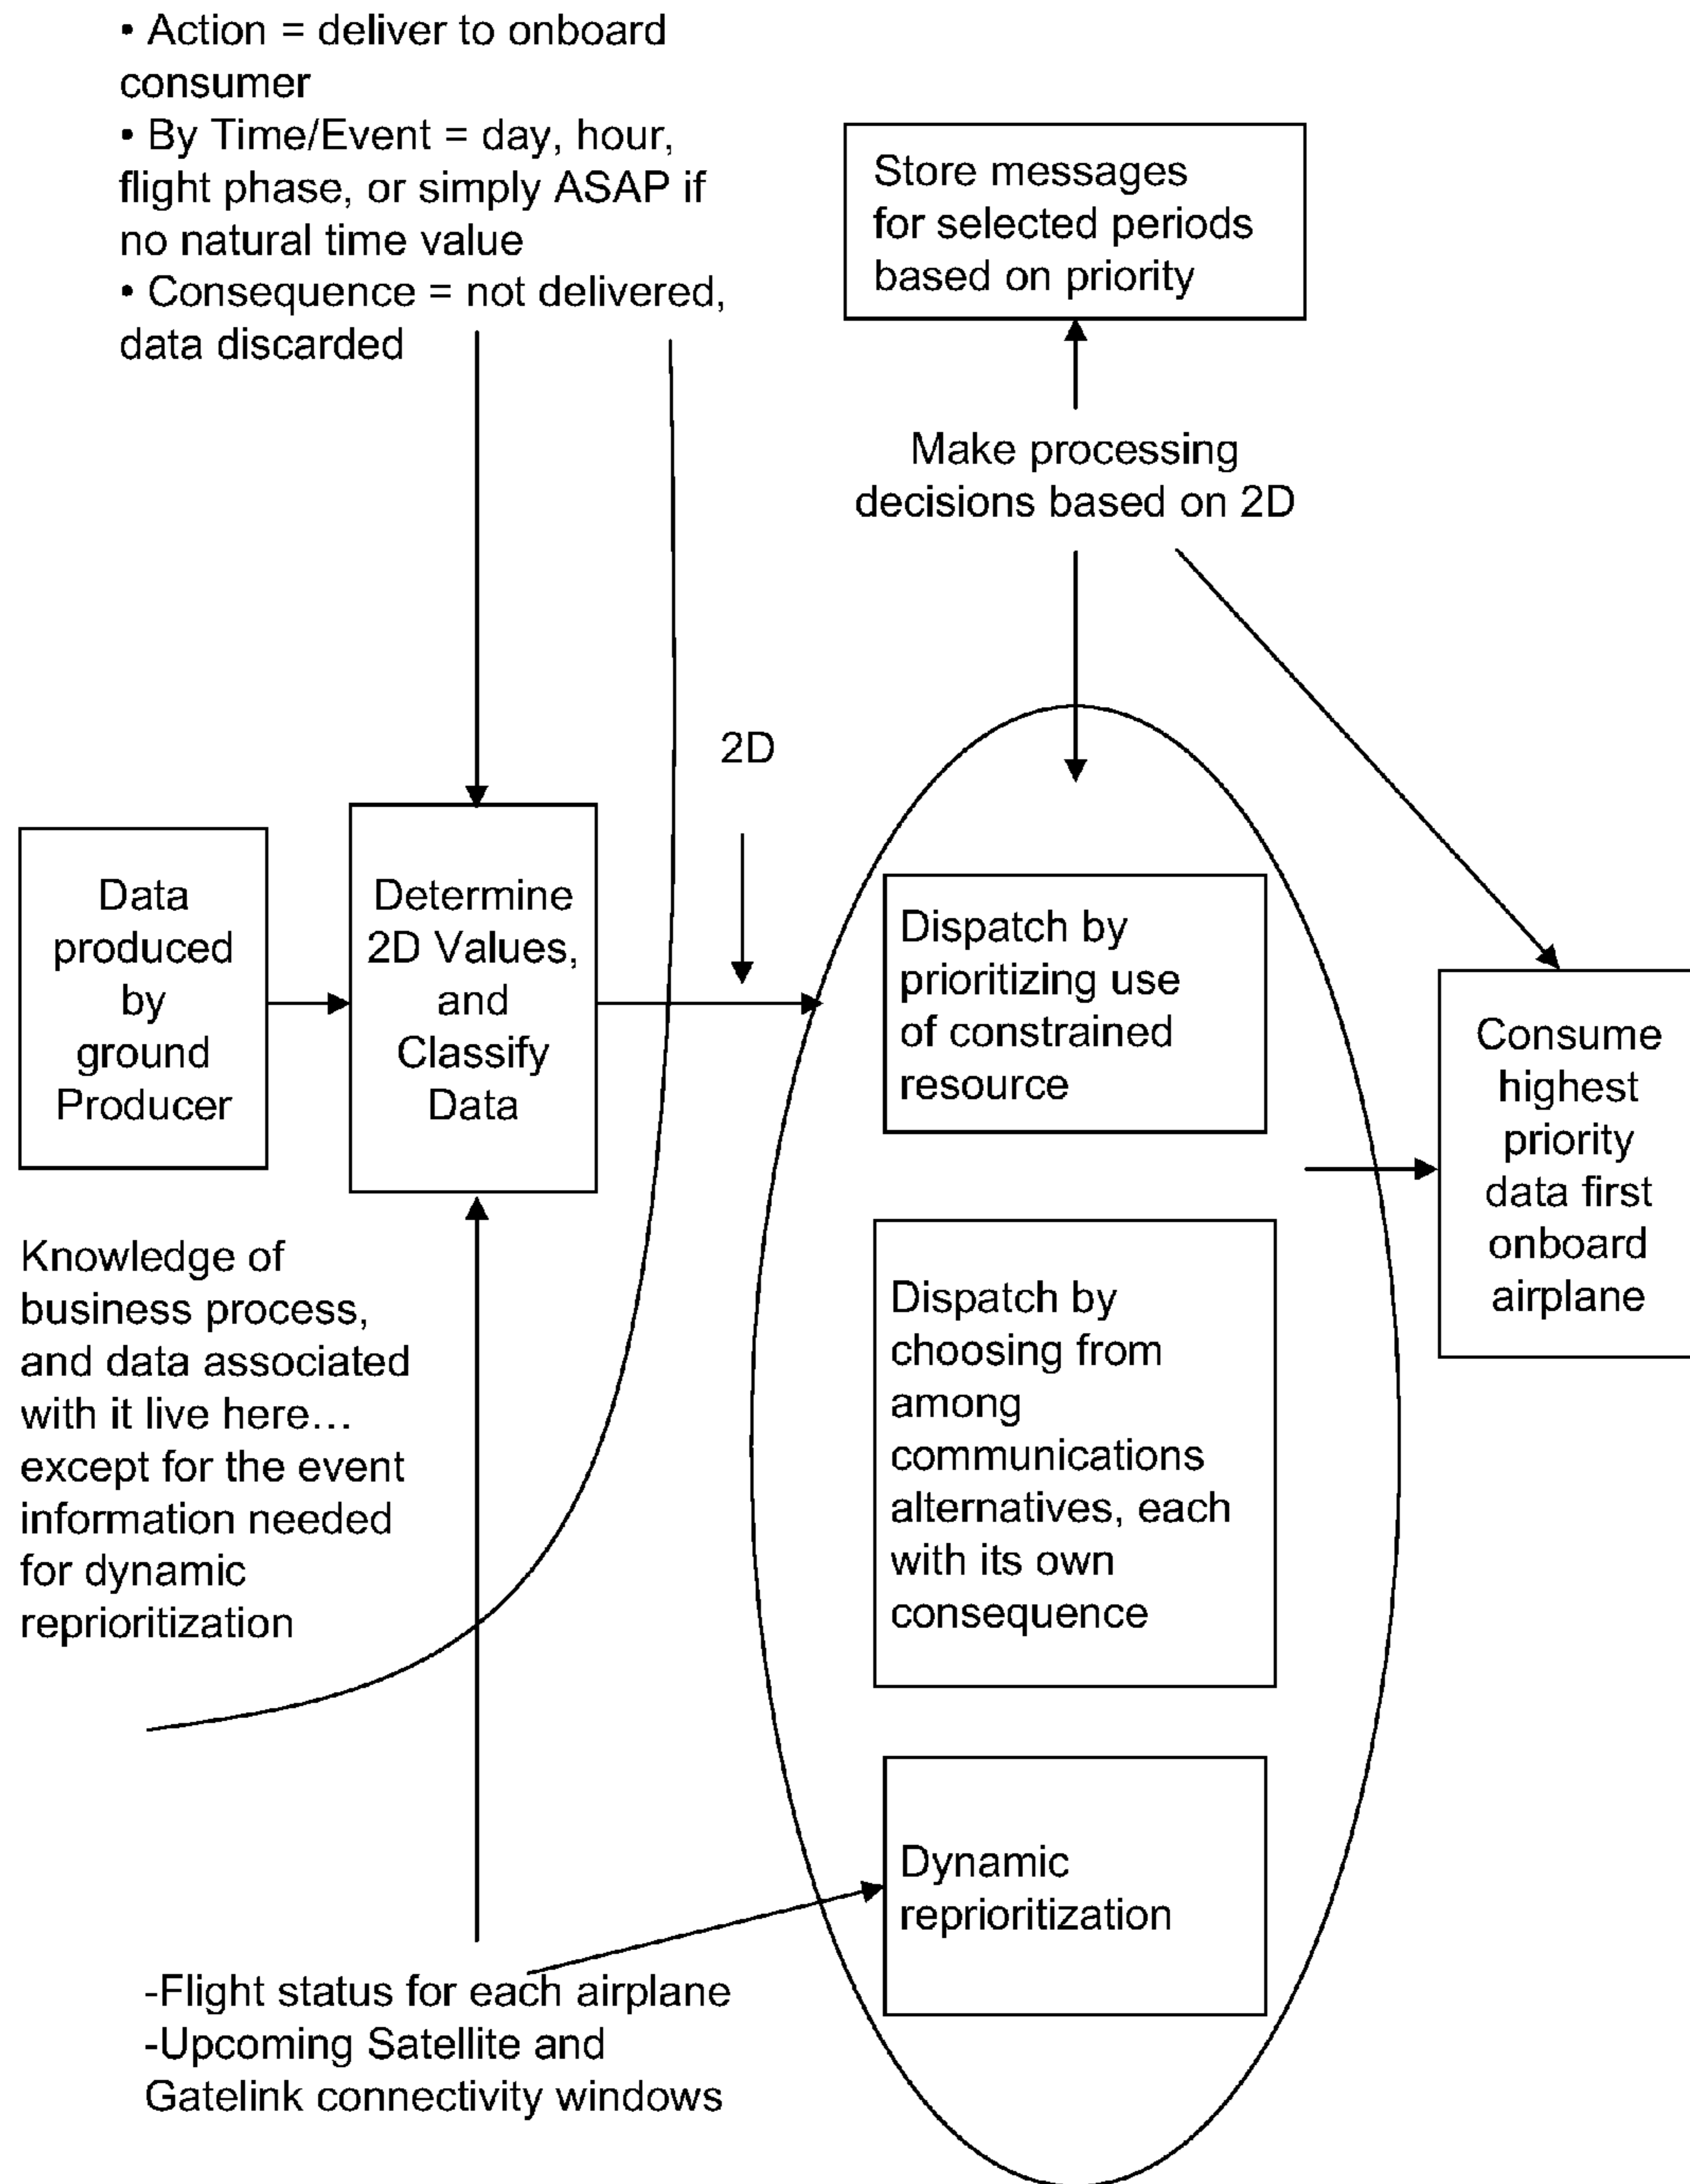 • Action = deliver to onboard
consumer
• By Time/Event = day, hour,
flight phase, or simply ASAP if
no natural time value
• Consequence = not delivered,
data discarded
Store messages
for selected periods
based on priority
Make processing
decisions based on 2D
2D
Data
produced
by
ground
Producer
Determine
2D Values,
and
Classify
Data
Dispatch by
prioritizing use
of constrained
resource
Consume
highest
priority
data first
onboard
airplane
Knowledge of
business process,
and data associated
with it live here...
except for the event
information needed
for dynamic
reprioritization
Dispatch by
choosing from
among
communications
alternatives, each
with its own
consequence
Dynamic
reprioritization
-Flight status for each airplane
-Upcoming Satellite and
Gatelink connectivity windows